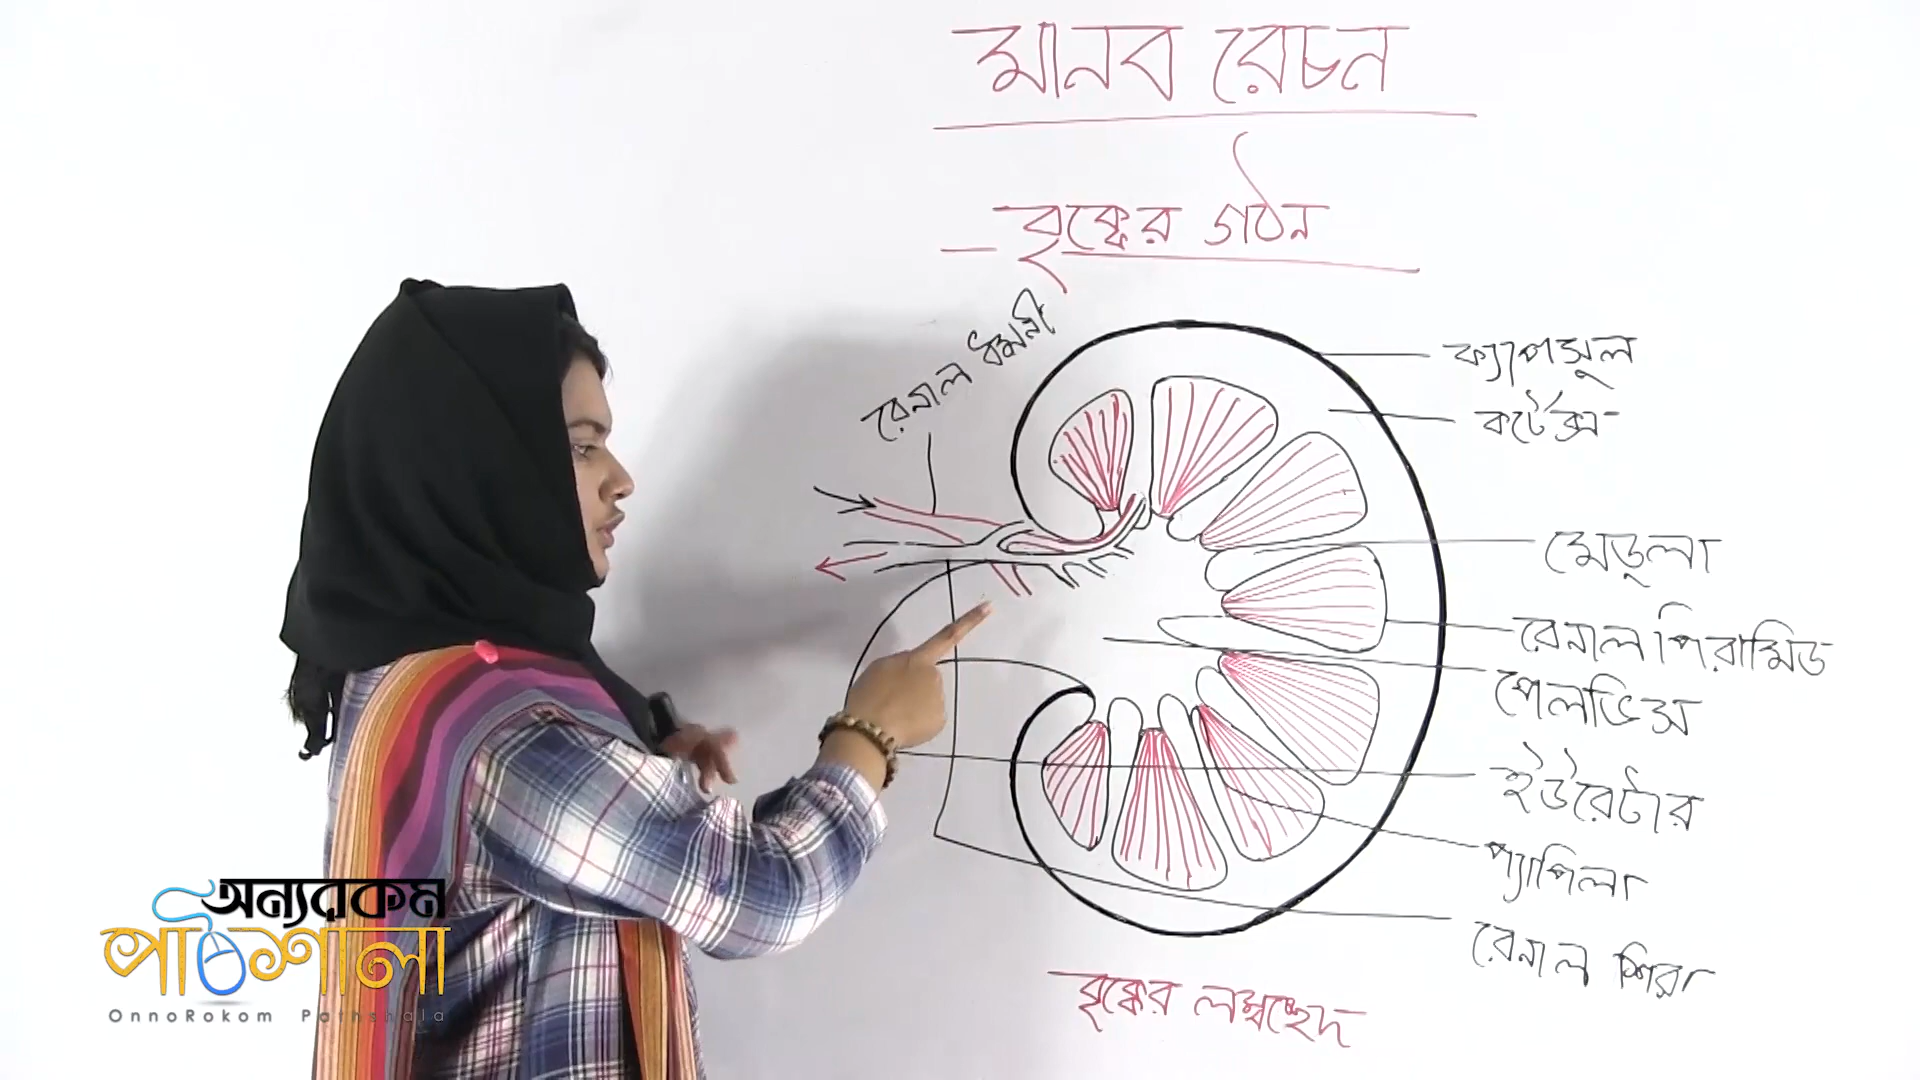 মানব রেচন
বৃক্কের গঠন
রেনাল ধমনী
ক্যাপসুল
কর্টেক্স
মেডুলা
রেনাল পিরামিড
পেলভিস
ইউরেটার
প্যাপিলা
রেনাল শিরা
বৃক্কের লম্বচ্ছেদ
অন্যরকম
পাঠশালা
OnnoRokom Pathshala